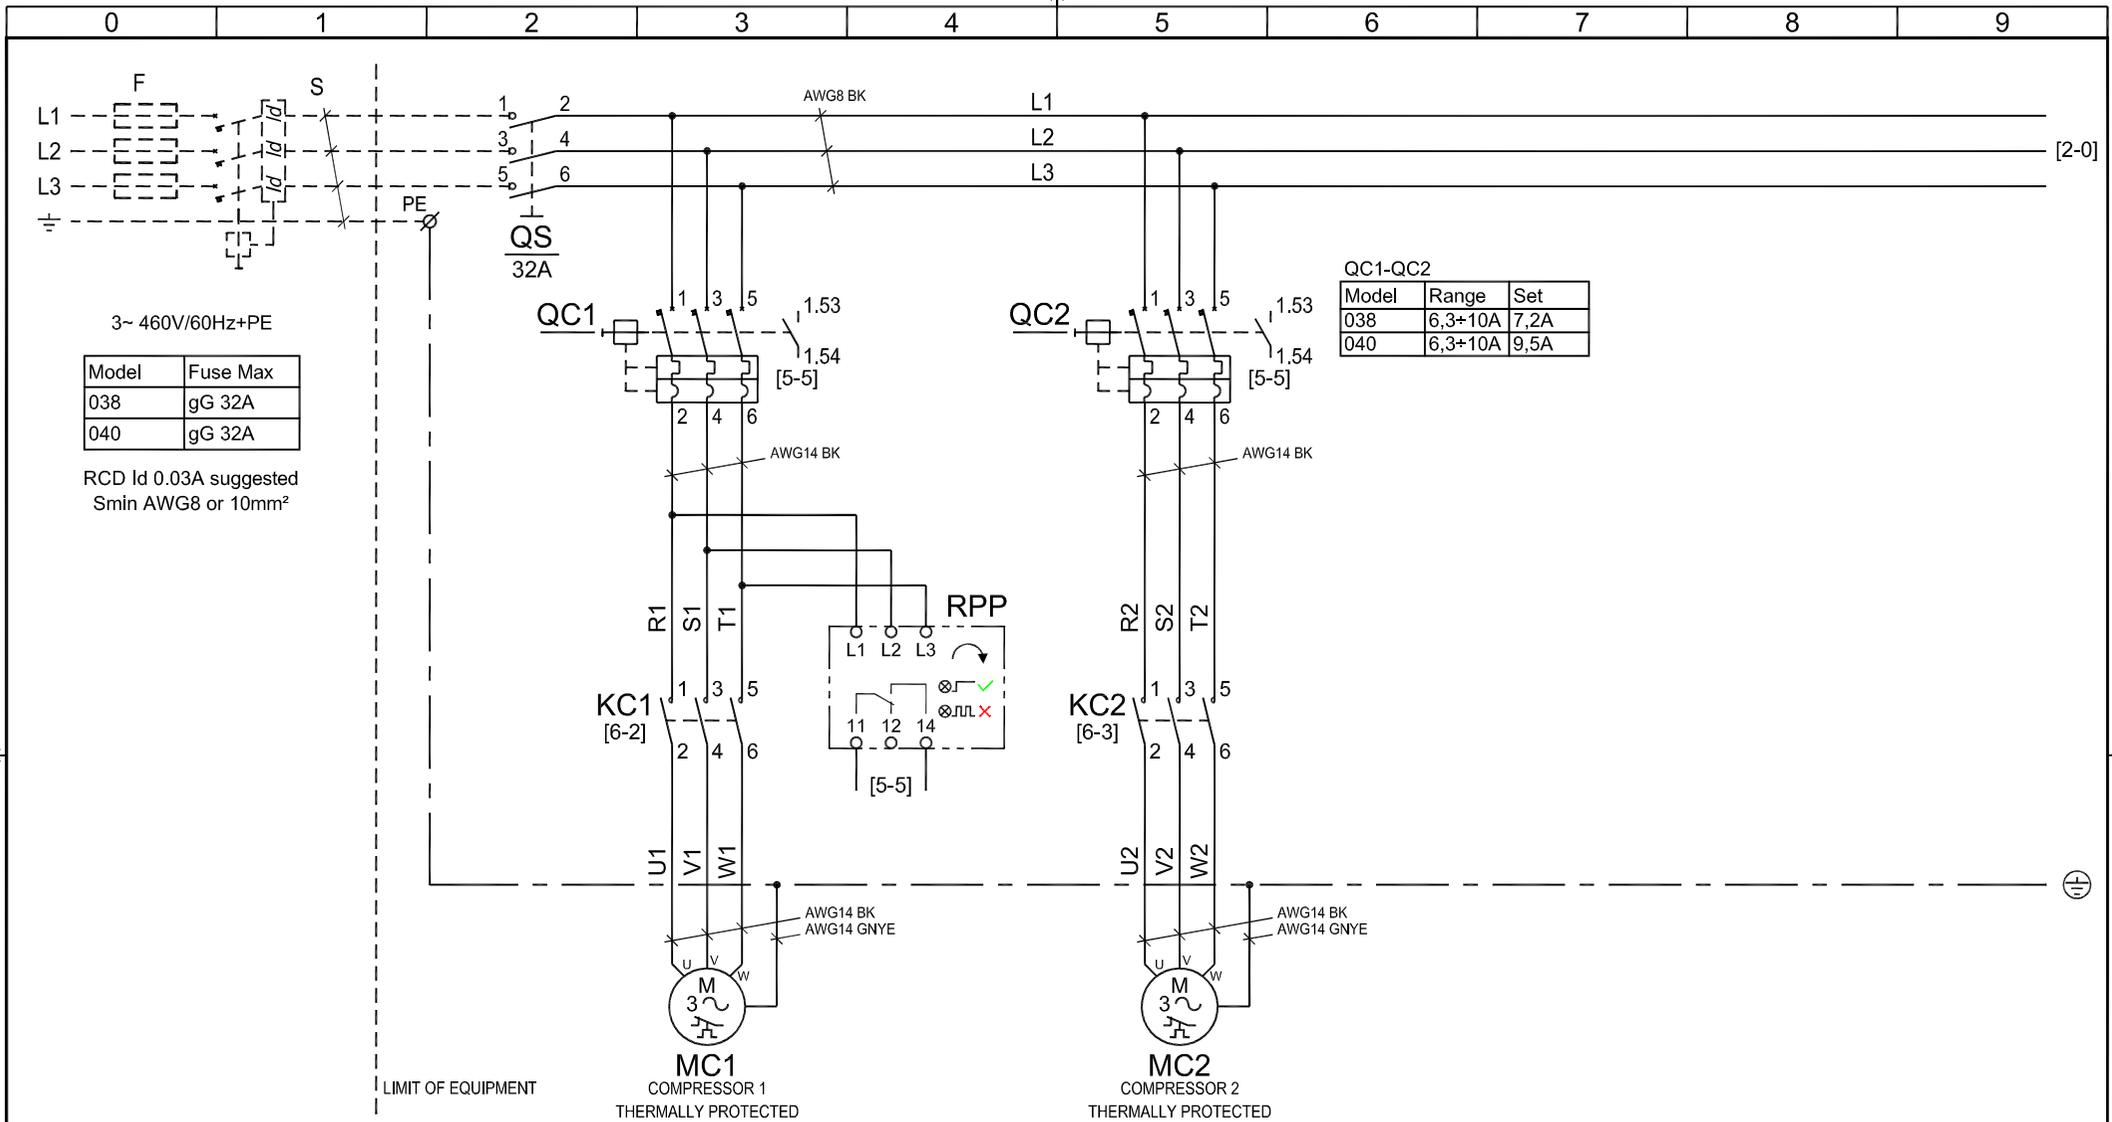 0 1 2 3 4 5 6 7 8 9
F S
L1 Id 1 2 AWG8 BK L1
L2 Id 3 4 L2 [2-0]
L3 Id 5 6 L3
PE
QS
32A
3~ 460V/60Hz+PE
Model Fuse Max
038 gG 32A
040 gG 32A
RCD Id 0.03A suggested
Smin AWG8 or 10mm²
QC1 1 3 5 1.53
1.54
[5-5]
2 4 6
AWG14 BK
QC2 1 3 5 1.53
1.54
[5-5]
2 4 6
AWG14 BK
QC1-QC2
Model Range Set
038 6,3÷10A 7,2A
040 6,3÷10A 9,5A
R1 S1 T1
RPP
L1 L2 L3
11 12 14
[5-5]
R2 S2 T2
KC1 1 3 5
[6-2]
2 4 6
KC2 1 3 5
[6-3]
2 4 6
U1 V1 W1
U2 V2 W2
AWG14 BK
AWG14 GNYE
U V W
M
3
MC1
COMPRESSOR 1
THERMALLY PROTECTED
AWG14 BK
AWG14 GNYE
U V W
M
3
MC2
COMPRESSOR 2
THERMALLY PROTECTED
LIMIT OF EQUIPMENT